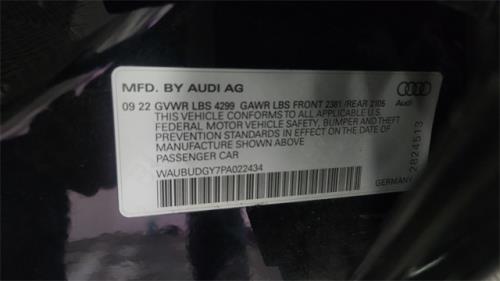 MFD. BY AUDI AG
Audi
09 22 GVWR LBS 4299 GAWR LBS FRONT 2381 /REAR 2105
THIS VEHICLE CONFORMS TO ALL APPLICABLE U.S.
FEDERAL MOTOR VEHICLE SAFETY, BUMPER AND THEFT
PREVENTION STANDARDS IN EFFECT ON THE DATE OF
MANUFACTURE SHOWN ABOVE
PASSENGER CAR
WAUBUDGY7PA022434
GERMANY
2824513